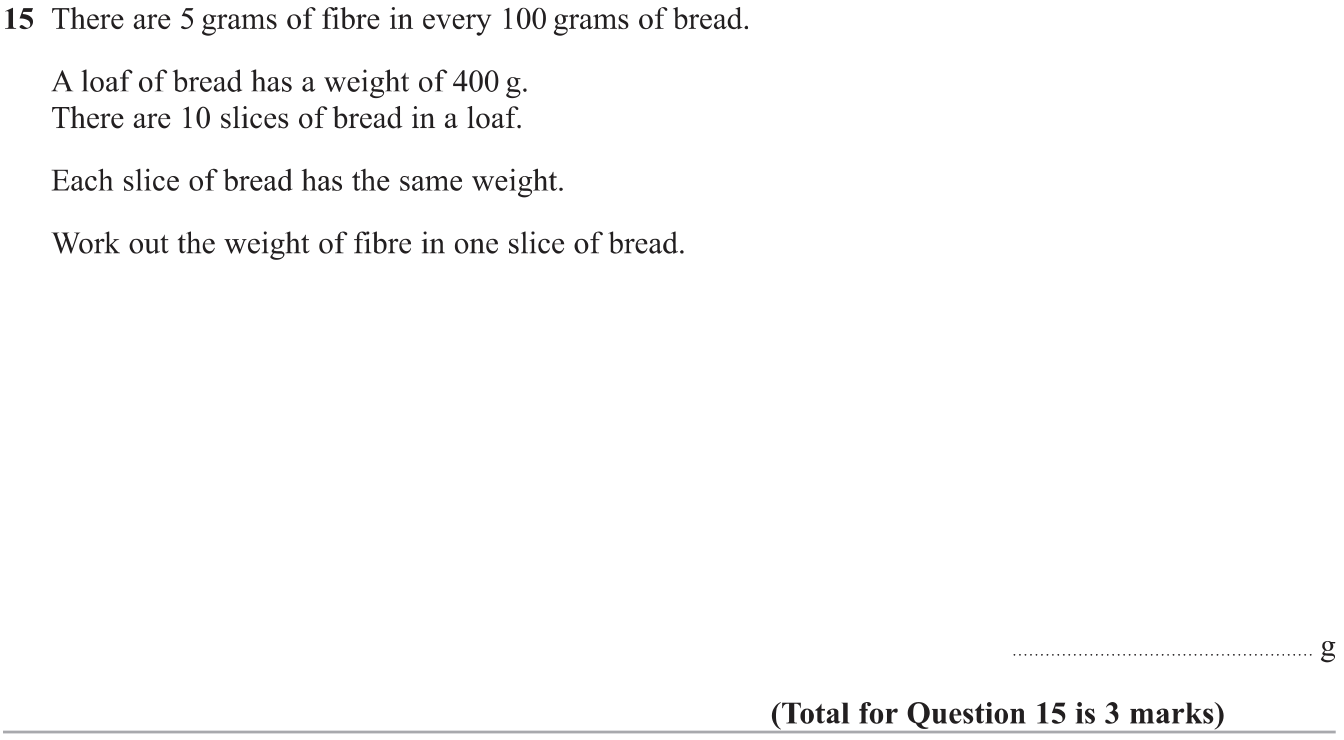 15 There are 5 grams of fibre in every 100 grams of bread.
A loaf of bread has a weight of 400 g.
There are 10 slices of bread in a loaf.
Each slice of bread has the same weight.
Work out the weight of fibre in one slice of bread.
...................................................... g
(Total for Question 15 is 3 marks)